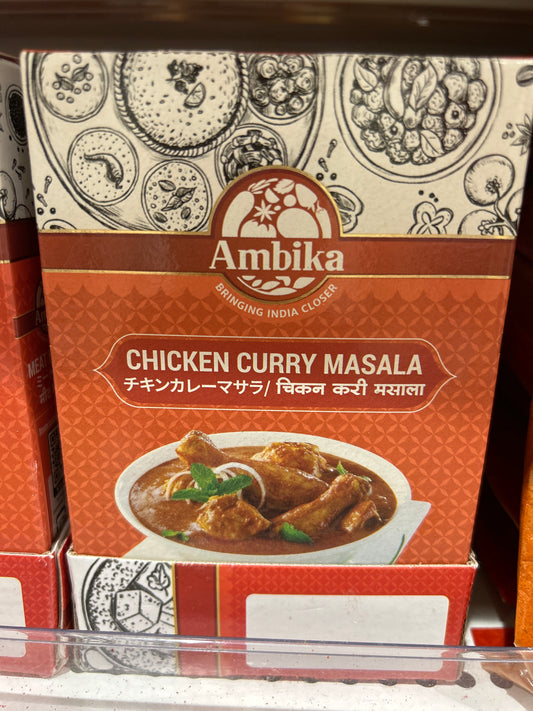 Ambika
BRINGING INDIA CLOSER
CHICKEN CURRY MASALA
チキンカレーマサラ/ चिकन करी मसाला
MEAT